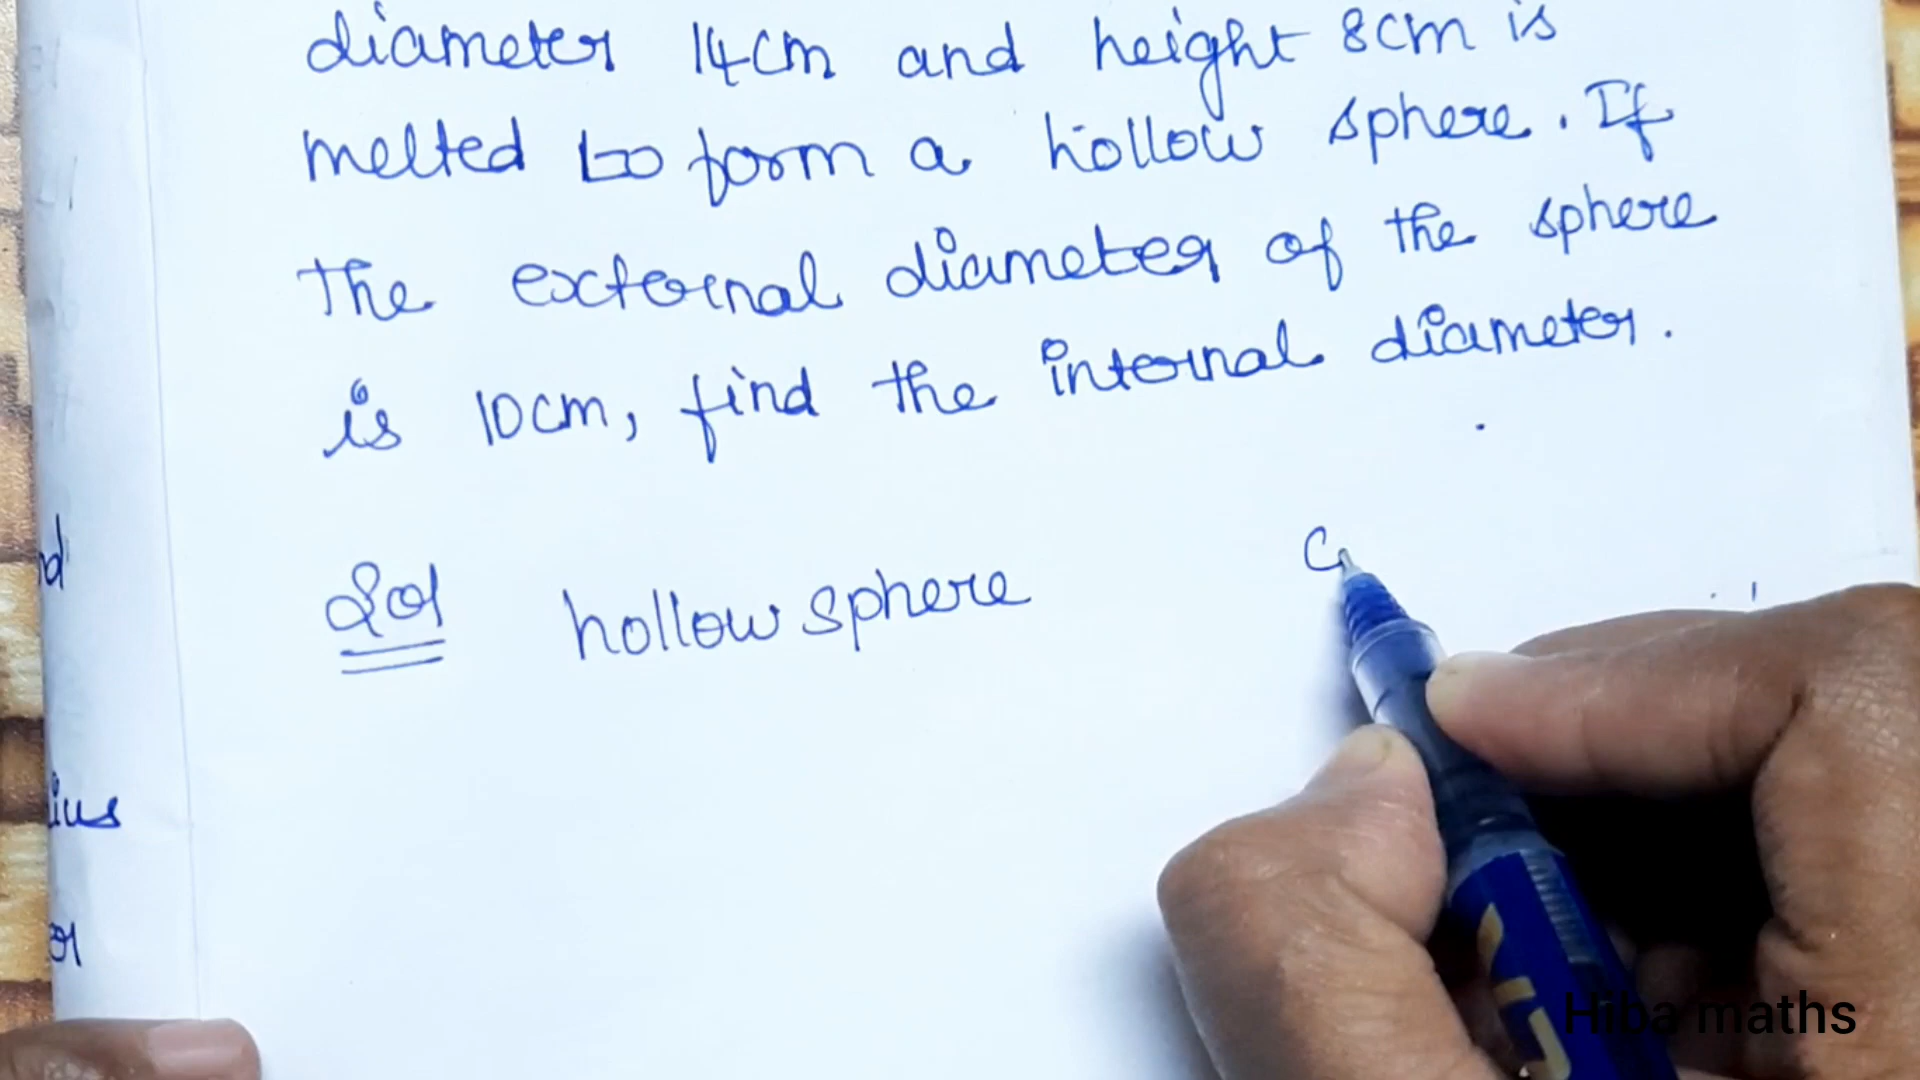 diameter 14cm and height 8cm is
melted to form a hollow sphere. If
the external diameter of the sphere
is 10cm, find the internal diameter.
Sol hollow sphere C
ius
Hiba maths